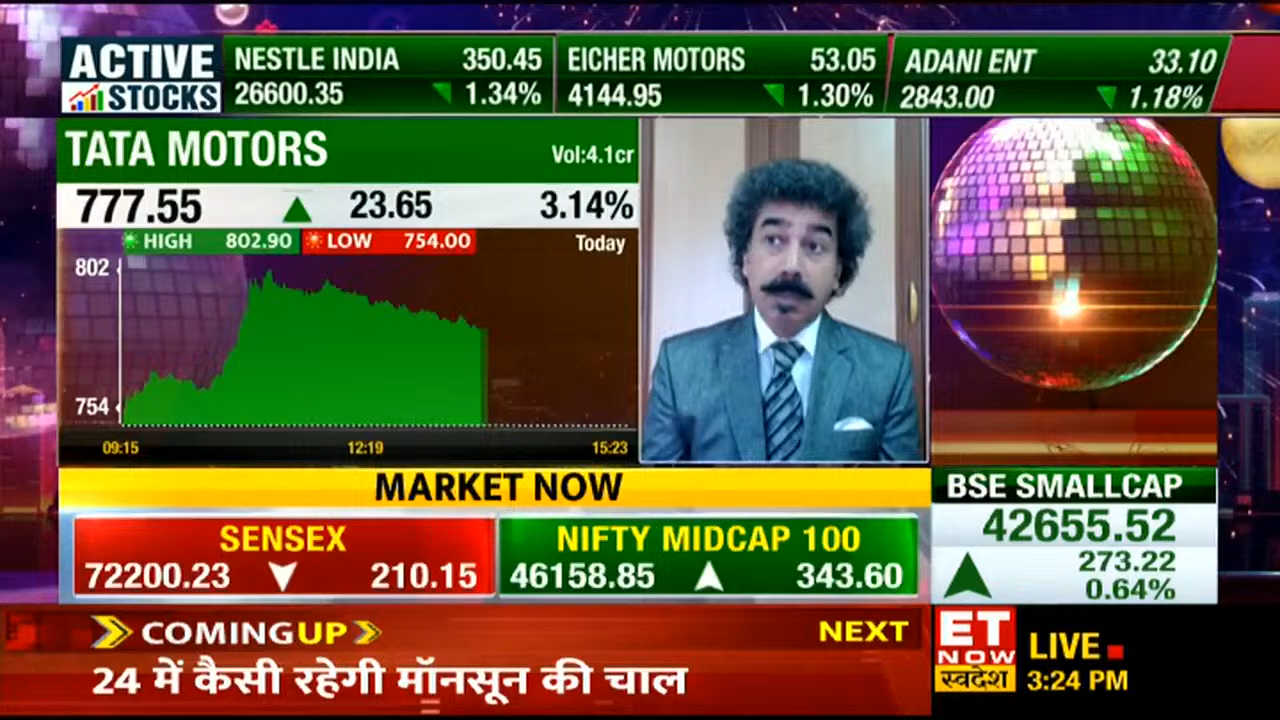 ACTIVE STOCKS
NESTLE INDIA 350.45
26600.35 1.34%
EICHER MOTORS 53.05
4144.95 1.30%
ADANI ENT 33.10
2843.00 1.18%
TATA MOTORS Vol:4.1cr
777.55 23.65 3.14%
HIGH 802.90 LOW 754.00 Today
802
754
09:15 12:19 15:23
MARKET NOW
SENSEX
72200.23 210.15
NIFTY MIDCAP 100
46158.85 343.60
BSE SMALLCAP
42655.52
273.22
0.64%
COMING UP NEXT
24 में कैसी रहेगी मॉनसून की चाल
ET NOW स्वदेश
LIVE
3:24 PM